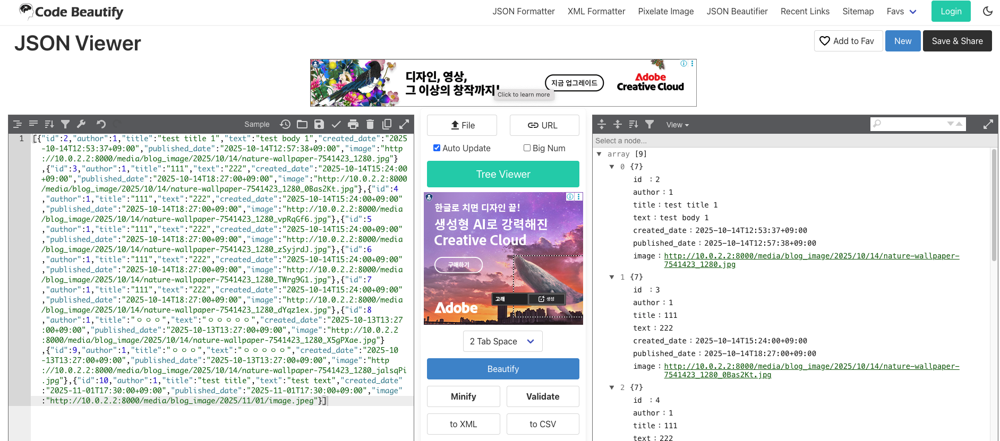 Code Beautify
JSON Formatter
XML Formatter
Pixelate Image
JSON Beautifier
Recent Links
Sitemap
Favs
Login
JSON Viewer
Add to Fav
New
Save & Share
디자인, 영상,
그 이상의 창작까지!
지금 업그레이드
Adobe
Creative Cloud
Click to learn more
Sample
1
[{"id":2,"author":1,"title":"test title 1","text":"test body 1","created_date":"2025
-10-14T12:53:37+09:00","published_date":"2025-10-14T12:57:38+09:00","image":"http
://10.0.2.2:8000/media/blog_image/2025/10/14/nature-wallpaper-7541423_1280.jpg"}
,{"id":3,"author":1,"title":"111","text":"222","created_date":"2025-10-14T15:24:00
+09:00","published_date":"2025-10-14T18:27:00+09:00","image":"http://10.0.2.2:8000
/media/blog_image/2025/10/14/nature-wallpaper-7541423_1280_0Bas2Kt.jpg"},{"id":4
,"author":1,"title":"111","text":"222","created_date":"2025-10-14T15:24:00+09:00"
,"published_date":"2025-10-14T18:27:00+09:00","image":"http://10.0.2.2:8000/media
/blog_image/2025/10/14/nature-wallpaper-7541423_1280_vpRqGf6.jpg"},{"id":5
,"author":1,"title":"111","text":"222","created_date":"2025-10-14T15:24:00+09:00"
,"published_date":"2025-10-14T18:27:00+09:00","image":"http://10.0.2.2:8000/media
/blog_image/2025/10/14/nature-wallpaper-7541423_1280_zSyjrdJ.jpg"},{"id":6
,"author":1,"title":"111","text":"222","created_date":"2025-10-14T15:24:00+09:00"
,"published_date":"2025-10-14T18:27:00+09:00","image":"http://10.0.2.2:8000/media
/blog_image/2025/10/14/nature-wallpaper-7541423_1280_TWrg9G1.jpg"},{"id":7
,"author":1,"title":"111","text":"222","created_date":"2025-10-14T15:24:00+09:00"
,"published_date":"2025-10-14T18:27:00+09:00","image":"http://10.0.2.2:8000/media
/blog_image/2025/10/14/nature-wallpaper-7541423_1280_dYqz1ex.jpg"},{"id":8
,"author":1,"title":"ㅇㅇㅇ","text":"ㅇㅇㅇㅇㅇ","created_date":"2025-10-13T13:27
:00+09:00","published_date":"2025-10-13T13:27:00+09:00","image":"http://10.0.2.2
:8000/media/blog_image/2025/10/14/nature-wallpaper-7541423_1280_X5gPXae.jpg"}
,{"id":9,"author":1,"title":"ㅇㅇㅇ","text":"ㅇㅇㅇㅇㅇ","created_date":"2025-10
-13T13:27:00+09:00","published_date":"2025-10-13T13:27:00+09:00","image":"http
://10.0.2.2:8000/media/blog_image/2025/10/14/nature-wallpaper-7541423_1280_jalsqPi
.jpg"},{"id":10,"author":1,"title":"test title","text":"test text","created_date"
:"2025-11-01T17:30:00+09:00","published_date":"2025-11-01T17:30:00+09:00","image"
:"http://10.0.2.2:8000/media/blog_image/2025/11/01/image.jpeg"}]
File
URL
Auto Update
Big Num
Tree Viewer
한글로 치면 디자인 끝!
생성형 AI로 강력해진
Creative Cloud
구매하기
고래
생성
Adobe
2 Tab Space
Beautify
Minify
Validate
to XML
to CSV
View
Select a node...
array [9]
0 {7}
id : 2
author : 1
title : test title 1
text : test body 1
created_date : 2025-10-14T12:53:37+09:00
published_date : 2025-10-14T12:57:38+09:00
image : http://10.0.2.2:8000/media/blog_image/2025/10/14/nature-wallpaper-
7541423_1280.jpg
1 {7}
id : 3
author : 1
title : 111
text : 222
created_date : 2025-10-14T15:24:00+09:00
published_date : 2025-10-14T18:27:00+09:00
image : http://10.0.2.2:8000/media/blog_image/2025/10/14/nature-wallpaper-
7541423_1280_0Bas2Kt.jpg
2 {7}
id : 4
author : 1
title : 111
text : 222